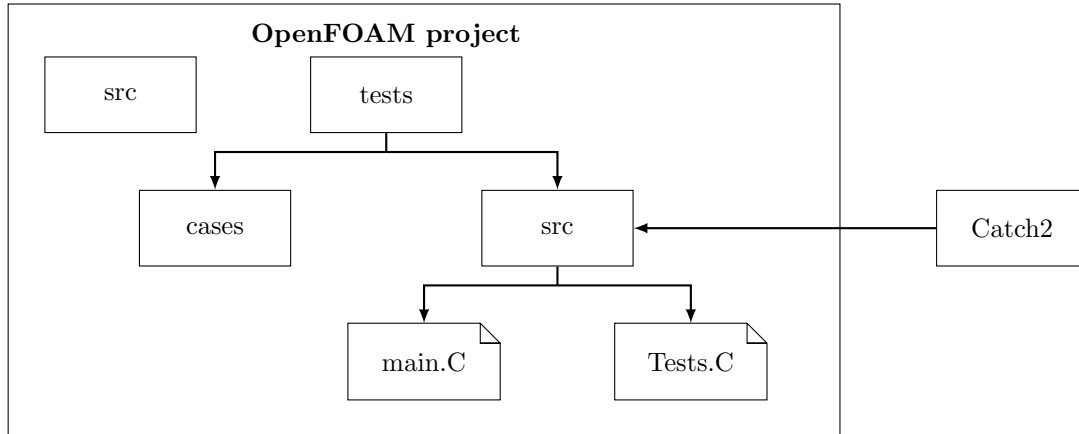 OpenFOAM project
src
tests
cases
src
Catch2
main.C
Tests.C